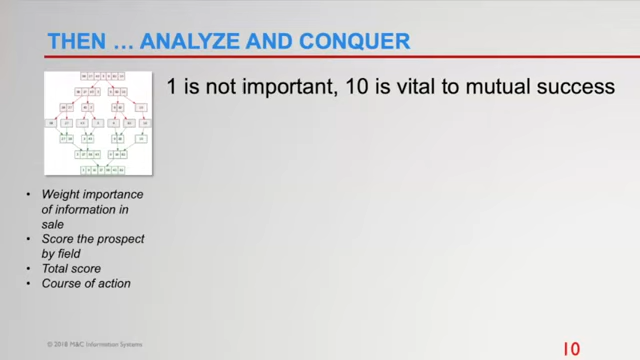 THEN … ANALYZE AND CONQUER
1 is not important, 10 is vital to mutual success
• Weight importance
of information in
sale
• Score the prospect
by field
• Total score
• Course of action
© 2018 M&C Information Systems
10